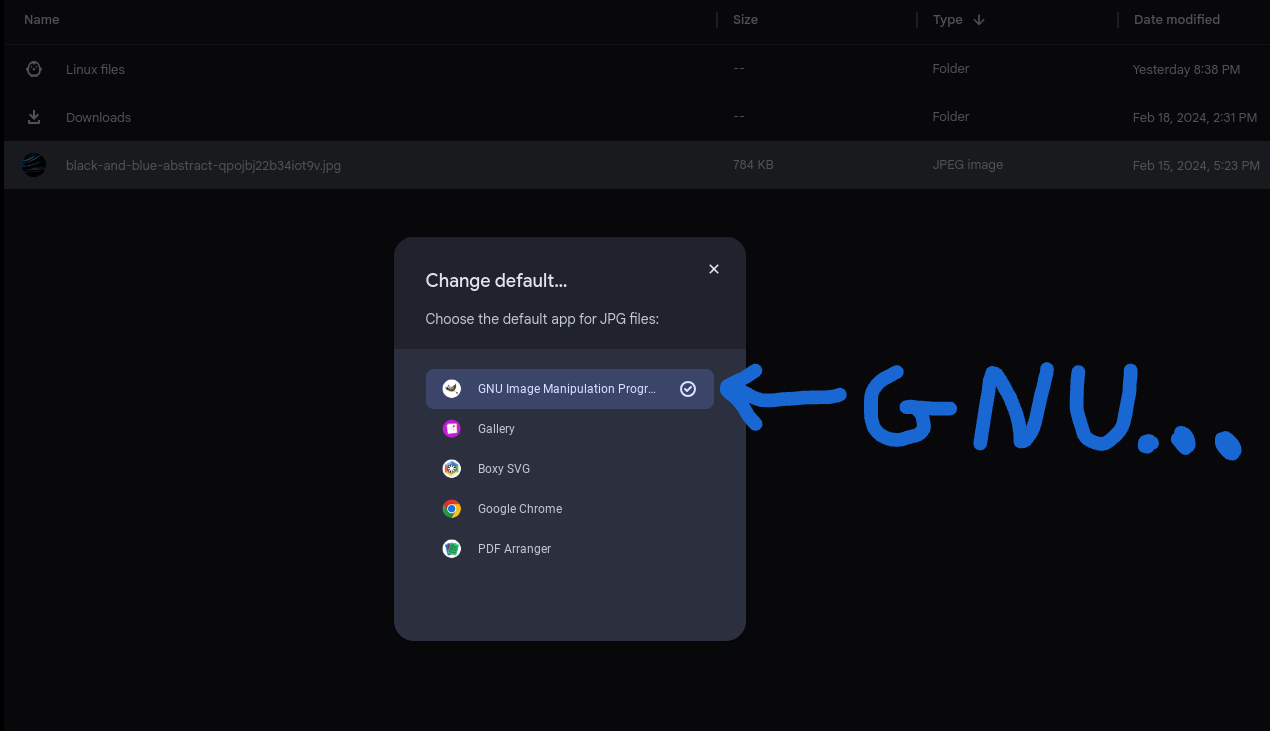 Name Size Type Date modified
Linux files -- Folder Yesterday 8:38 PM
Downloads -- Folder Feb 18, 2024, 2:31 PM
black-and-blue-abstract-qpojbj22b34iot9v.jpg 784 KB JPEG image Feb 15, 2024, 5:23 PM
Change default...
Choose the default app for JPG files:
GNU Image Manipulation Progr...
GNU...
Gallery
Boxy SVG
Google Chrome
PDF Arranger